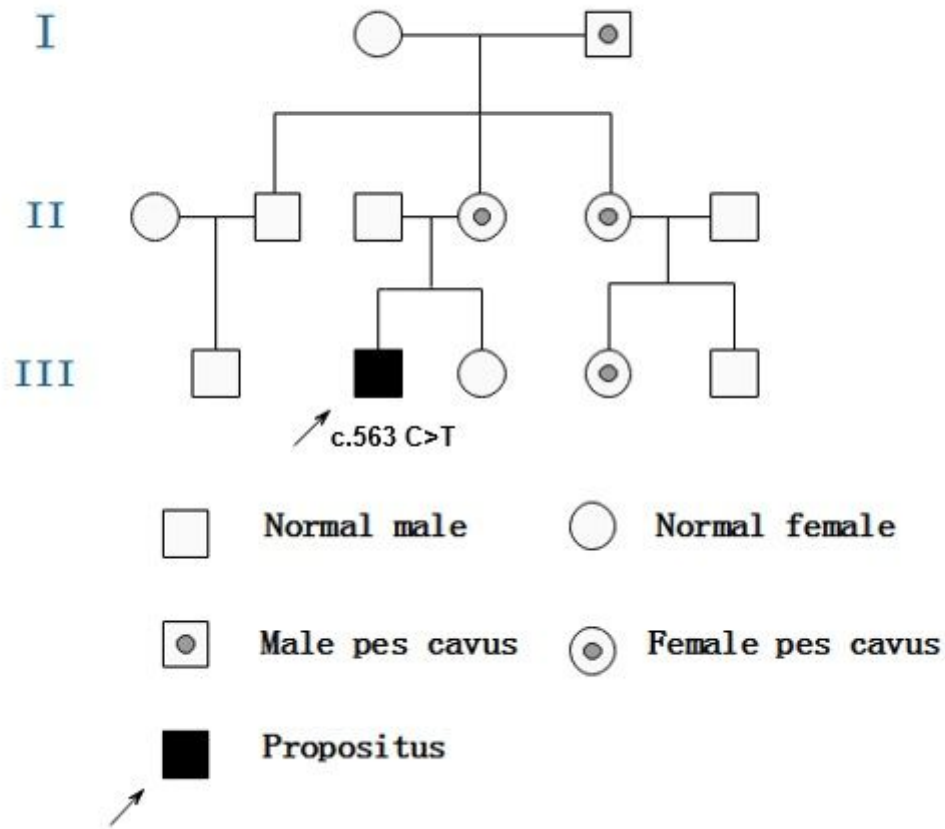 I
II
III
c.563 C>T
Normal male
Normal female
Male pes cavus
Female pes cavus
Propositus